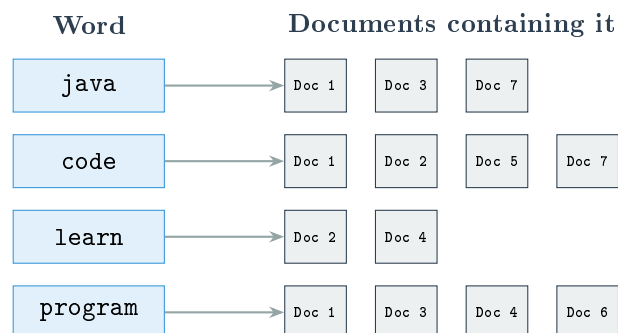 Word Documents containing it
java Doc 1 Doc 3 Doc 7
code Doc 1 Doc 2 Doc 5 Doc 7
learn Doc 2 Doc 4
program Doc 1 Doc 3 Doc 4 Doc 6